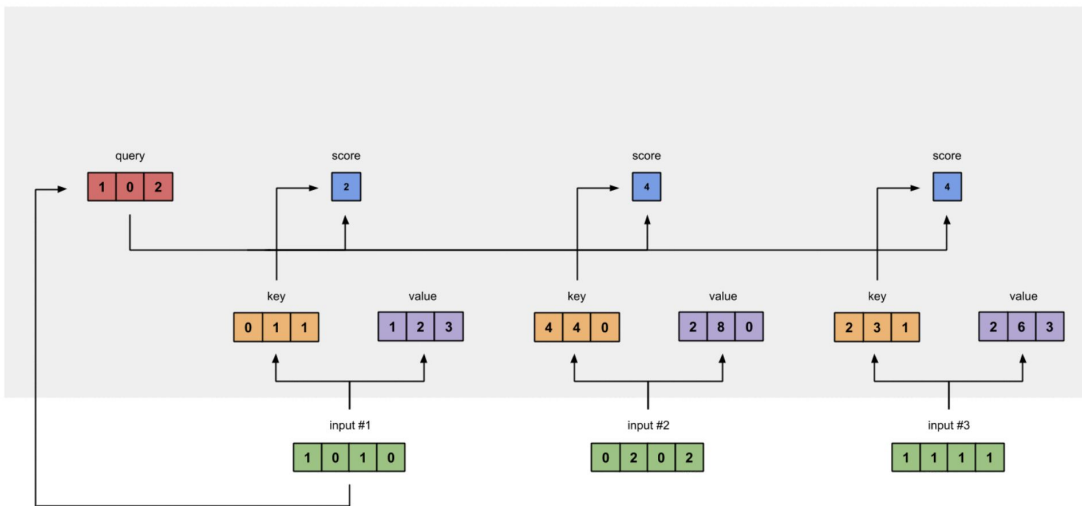 query score score score
1 0 2 2 4 4
key value key value key value
0 1 1 1 2 3 4 4 0 2 8 0 2 3 1 2 6 3
input #1 input #2 input #3
1 0 1 0 0 2 0 2 1 1 1 1